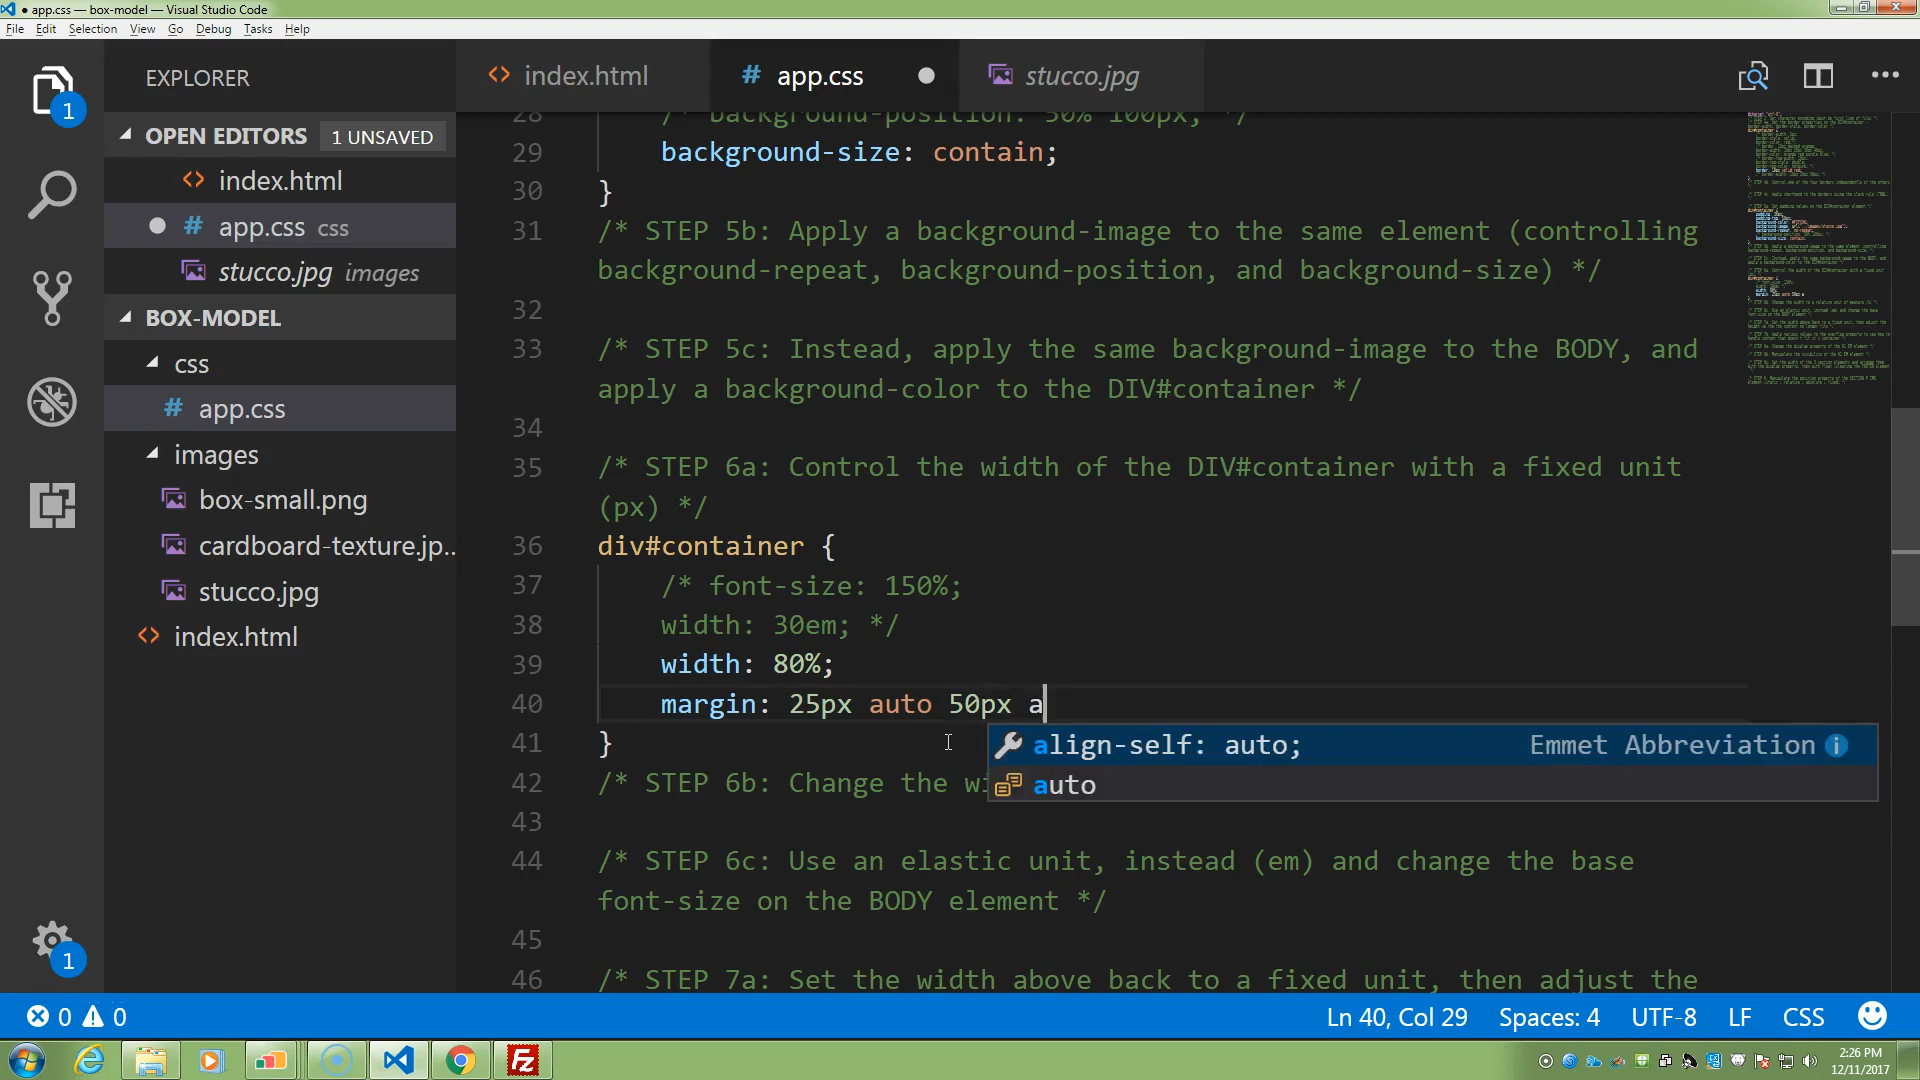 ● app.css — box-model — Visual Studio Code
File Edit Selection View Go Debug Tasks Help
EXPLORER
index.html
# app.css
stucco.jpg
1
OPEN EDITORS 1 UNSAVED
index.html
# app.css css
stucco.jpg images
BOX-MODEL
css
# app.css
images
box-small.png
cardboard-texture.jp...
stucco.jpg
index.html
1
28 /* background-position: 50% 100px; */
29 background-size: contain;
30 }
31 /* STEP 5b: Apply a background-image to the same element (controlling
background-repeat, background-position, and background-size) */
32
33 /* STEP 5c: Instead, apply the same background-image to the BODY, and
apply a background-color to the DIV#container */
34
35 /* STEP 6a: Control the width of the DIV#container with a fixed unit
(px) */
36 div#container {
37 /* font-size: 150%;
38 width: 30em; */
39 width: 80%;
40 margin: 25px auto 50px a
41 }
align-self: auto; Emmet Abbreviation
auto
42 /* STEP 6b: Change the wi
43
44 /* STEP 6c: Use an elastic unit, instead (em) and change the base
font-size on the BODY element */
45
46 /* STEP 7a: Set the width above back to a fixed unit, then adjust the
0 0
Ln 40, Col 29 Spaces: 4 UTF-8 LF CSS
2:26 PM
12/11/2017